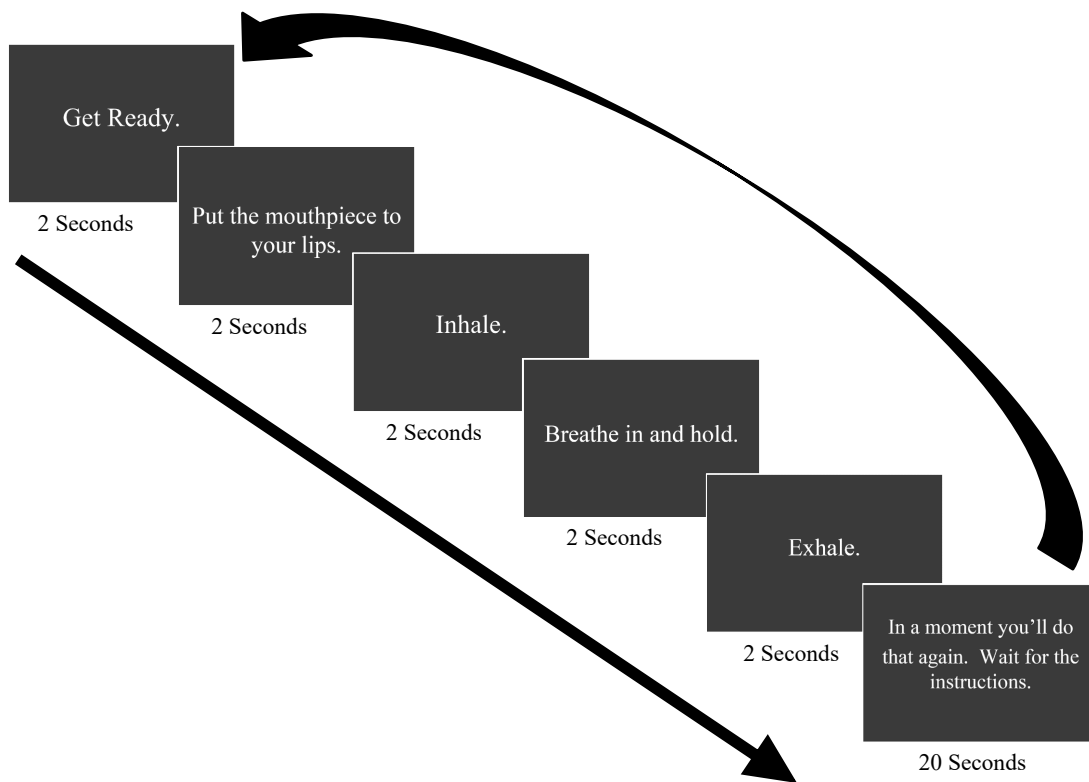 Get Ready.
2 Seconds
Put the mouthpiece to
your lips.
2 Seconds
Inhale.
2 Seconds
Breathe in and hold.
2 Seconds
Exhale.
2 Seconds
In a moment you’ll do
that again.  Wait for the
instructions.
20 Seconds